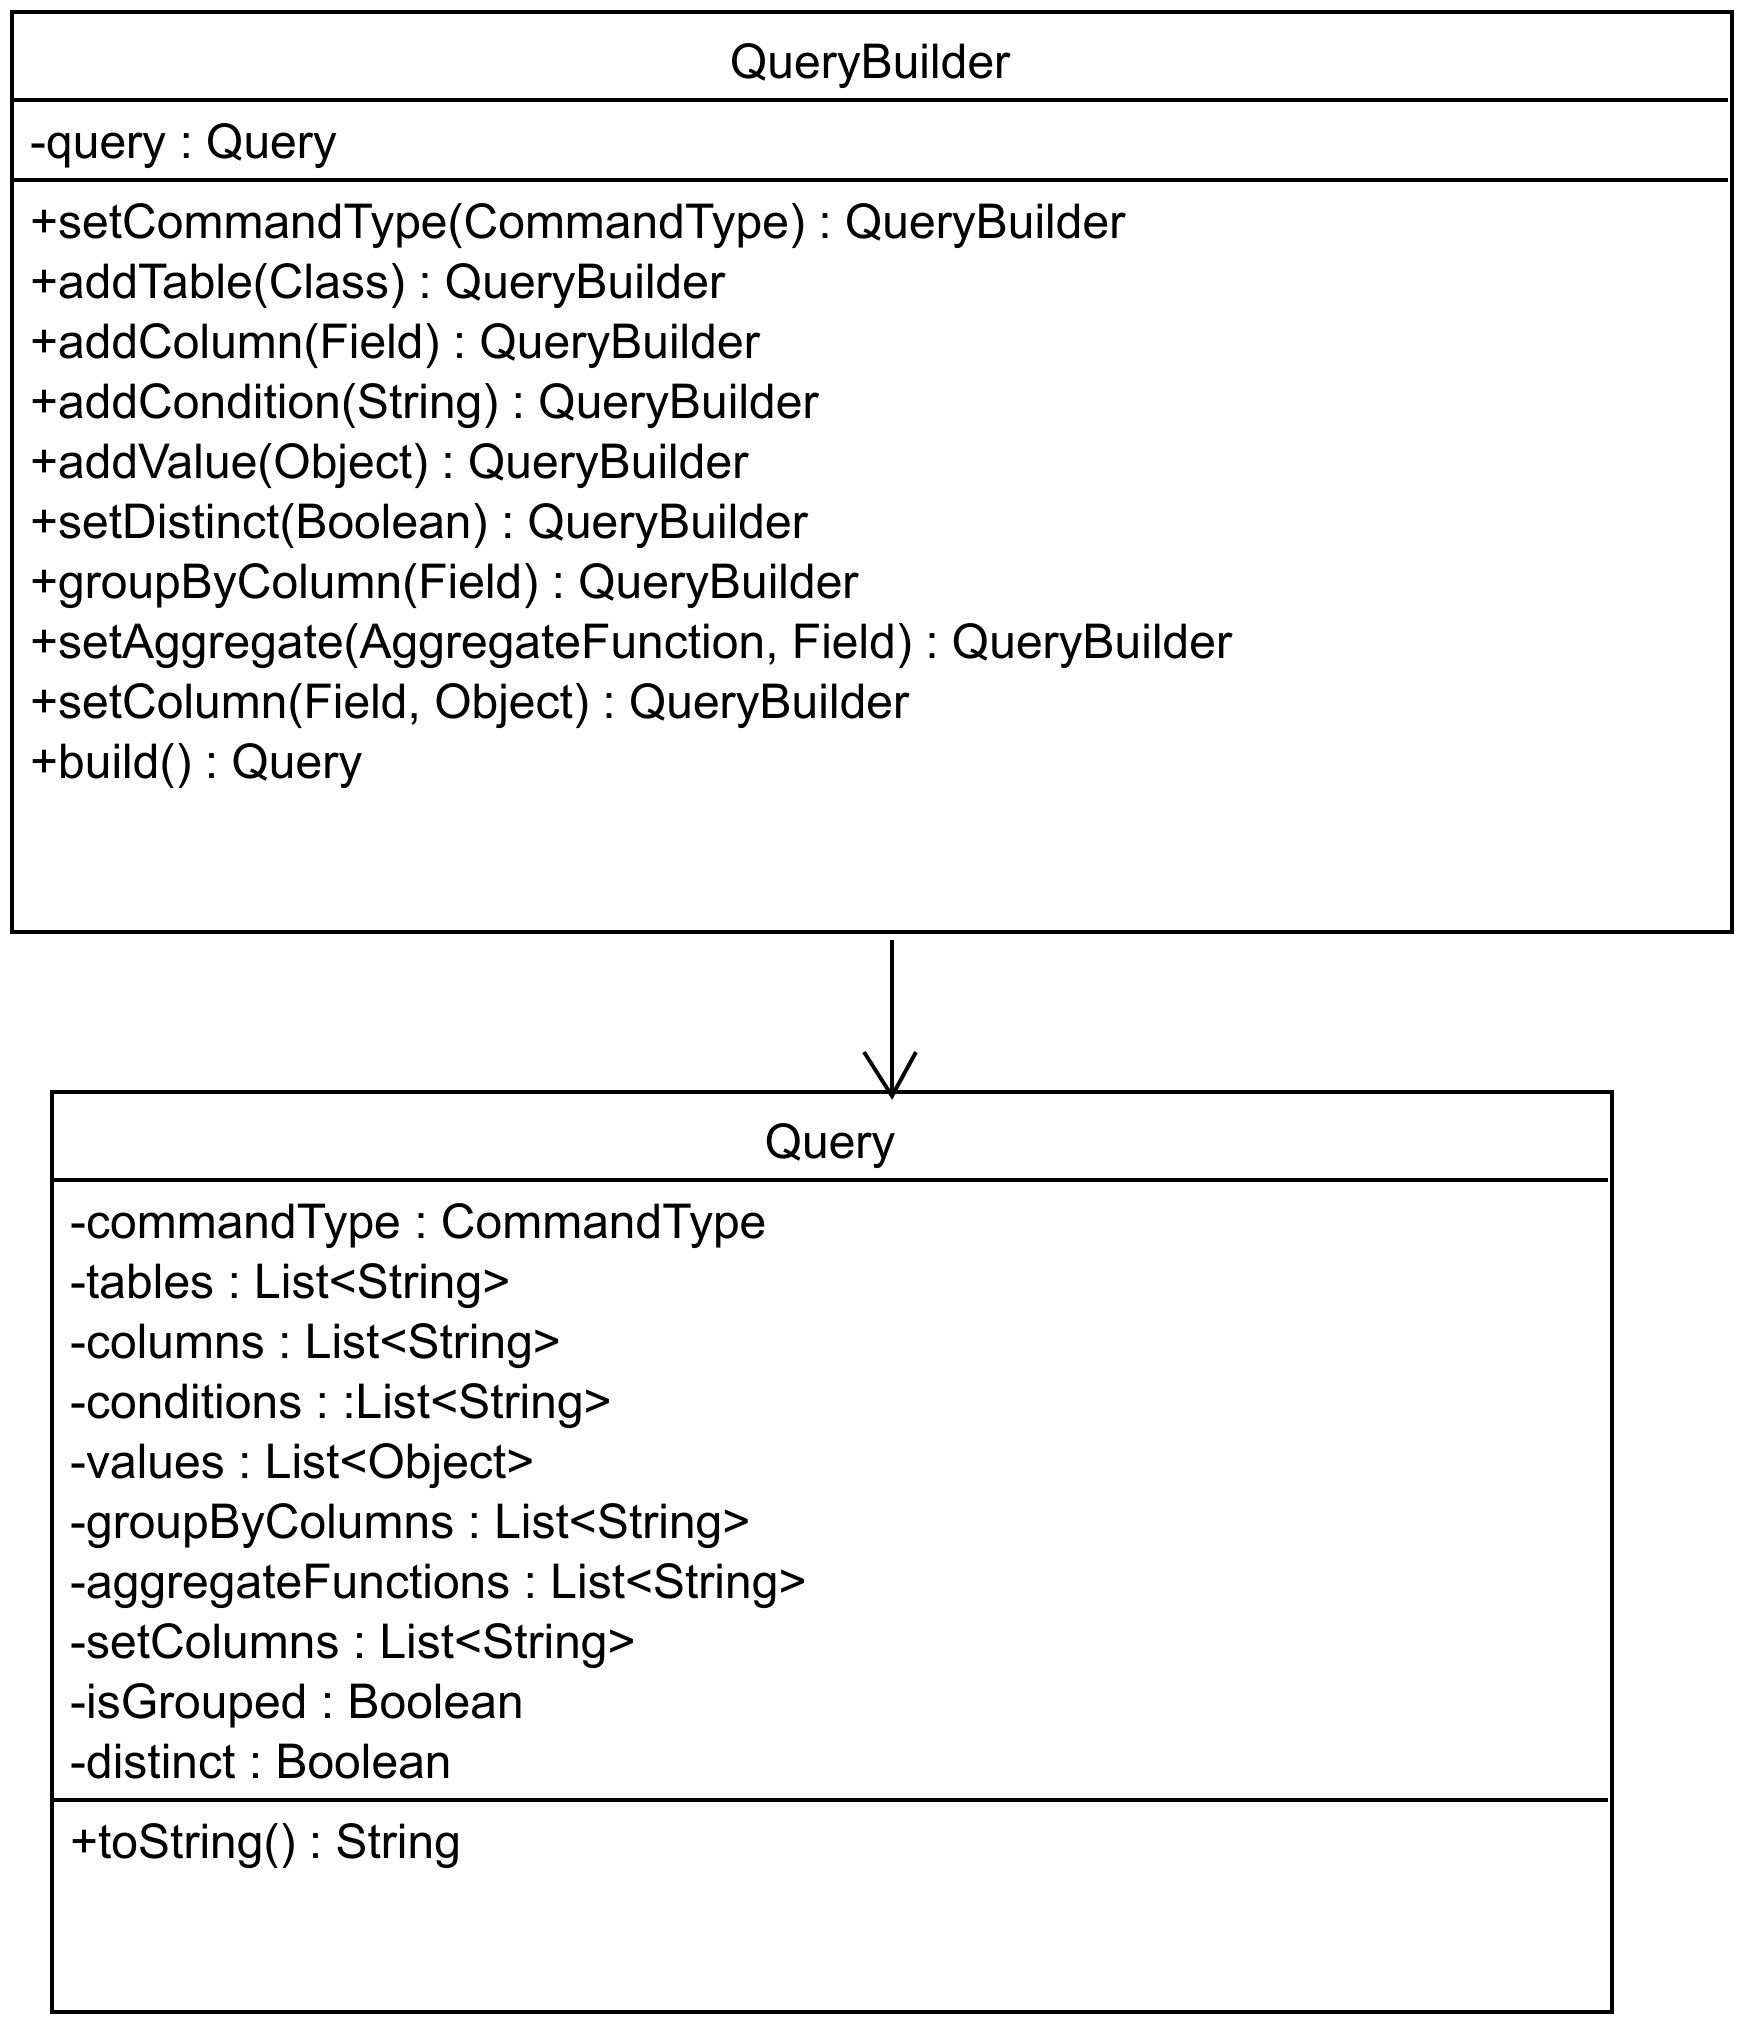 QueryBuilder
-query : Query
+setCommandType(CommandType) : QueryBuilder
+addTable(Class) : QueryBuilder
+addColumn(Field) : QueryBuilder
+addCondition(String) : QueryBuilder
+addValue(Object) : QueryBuilder
+setDistinct(Boolean) : QueryBuilder
+groupByColumn(Field) : QueryBuilder
+setAggregate(AggregateFunction, Field) : QueryBuilder
+setColumn(Field, Object) : QueryBuilder
+build() : Query
Query
-commandType : CommandType
-tables : List<String>
-columns : List<String>
-conditions : :List<String>
-values : List<Object>
-groupByColumns : List<String>
-aggregateFunctions : List<String>
-setColumns : List<String>
-isGrouped : Boolean
-distinct : Boolean
+toString() : String